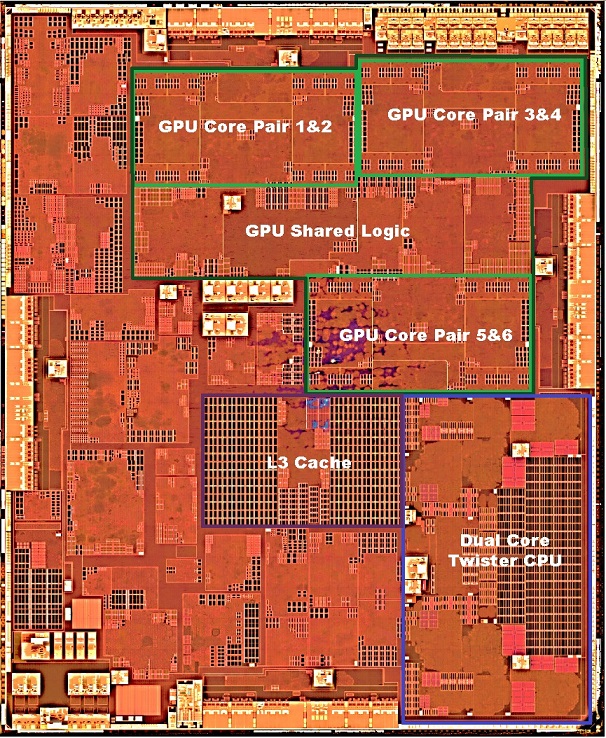 GPU Core Pair 1&2
GPU Core Pair 3&4
GPU Shared Logic
GPU Core Pair 5&6
L3 Cache
Dual Core
Twister CPU